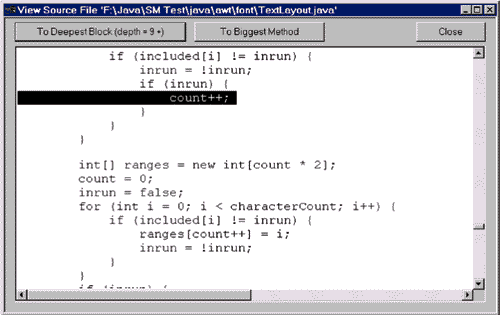 View Source File 'F:\Java\SM Test\java\awt\font\TextLayout.java'
To Deepest Block (depth = 9 +) To Biggest Method Close
if (included[i] != inrun) {
inrun = !inrun;
if (inrun) {
count++;
}
}
}
int[] ranges = new int[count * 2];
count = 0;
inrun = false;
for (int i = 0; i < characterCount; i++) {
if (included[i] != inrun) {
ranges[count++] = i;
inrun = !inrun;
}
}
if (inrun) {